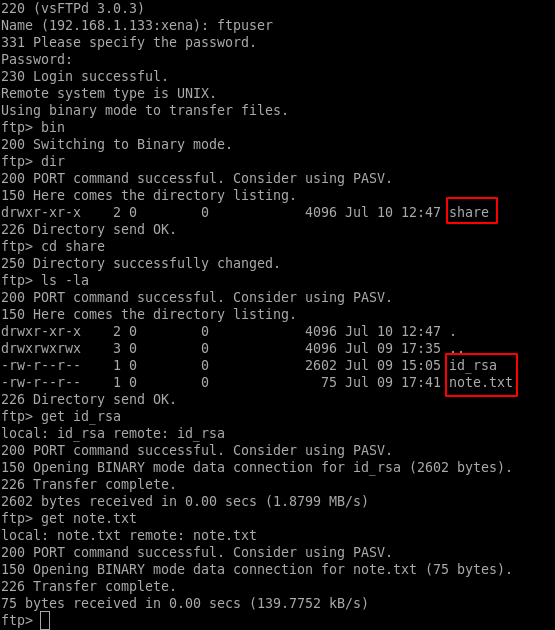 220 (vsFTPd 3.0.3)
Name (192.168.1.133:xena): ftpuser
331 Please specify the password.
Password:
230 Login successful.
Remote system type is UNIX.
Using binary mode to transfer files.
ftp> bin
200 Switching to Binary mode.
ftp> dir
200 PORT command successful. Consider using PASV.
150 Here comes the directory listing.
drwxr-xr-x    2 0        0            4096 Jul 10 12:47 share
226 Directory send OK.
ftp> cd share
250 Directory successfully changed.
ftp> ls -la
200 PORT command successful. Consider using PASV.
150 Here comes the directory listing.
drwxr-xr-x    2 0        0            4096 Jul 10 12:47 .
drwxrwxrwx    3 0        0            4096 Jul 09 17:35 ..
-rw-r--r--    1 0        0            2602 Jul 09 15:05 id_rsa
-rw-r--r--    1 0        0              75 Jul 09 17:41 note.txt
226 Directory send OK.
ftp> get id_rsa
local: id_rsa remote: id_rsa
200 PORT command successful. Consider using PASV.
150 Opening BINARY mode data connection for id_rsa (2602 bytes).
226 Transfer complete.
2602 bytes received in 0.00 secs (1.8799 MB/s)
ftp> get note.txt
local: note.txt remote: note.txt
200 PORT command successful. Consider using PASV.
150 Opening BINARY mode data connection for note.txt (75 bytes).
226 Transfer complete.
75 bytes received in 0.00 secs (139.7752 kB/s)
ftp>